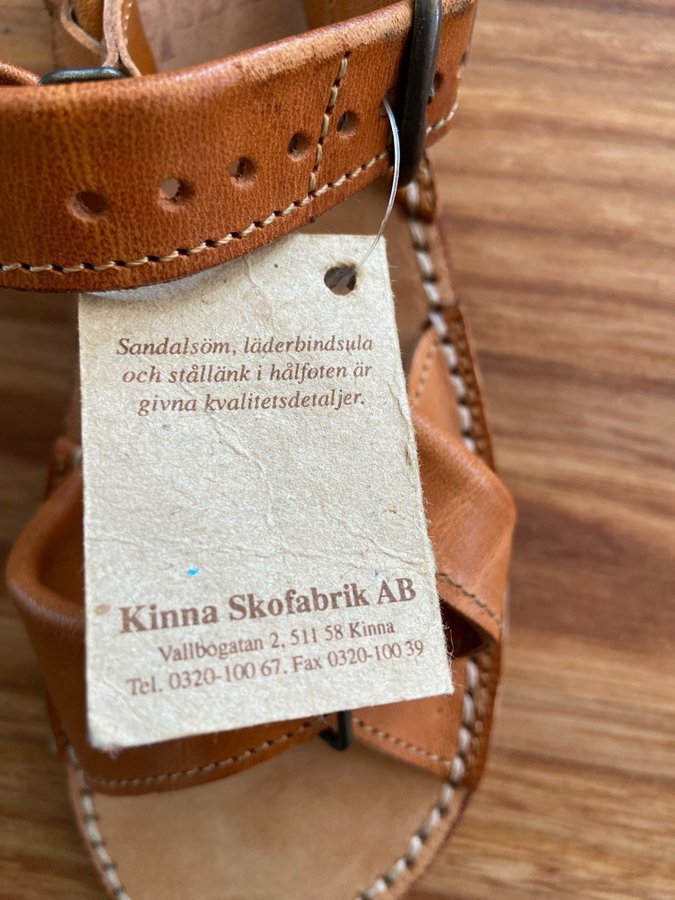 Sandalsöm, läderbindsula
och stållänk i hålfoten är
givna kvalitetsdetaljer.
Kinna Skofabrik AB
Vallbogatan 2, 511 58 Kinna
Tel. 0320-100 67. Fax 0320-100 39